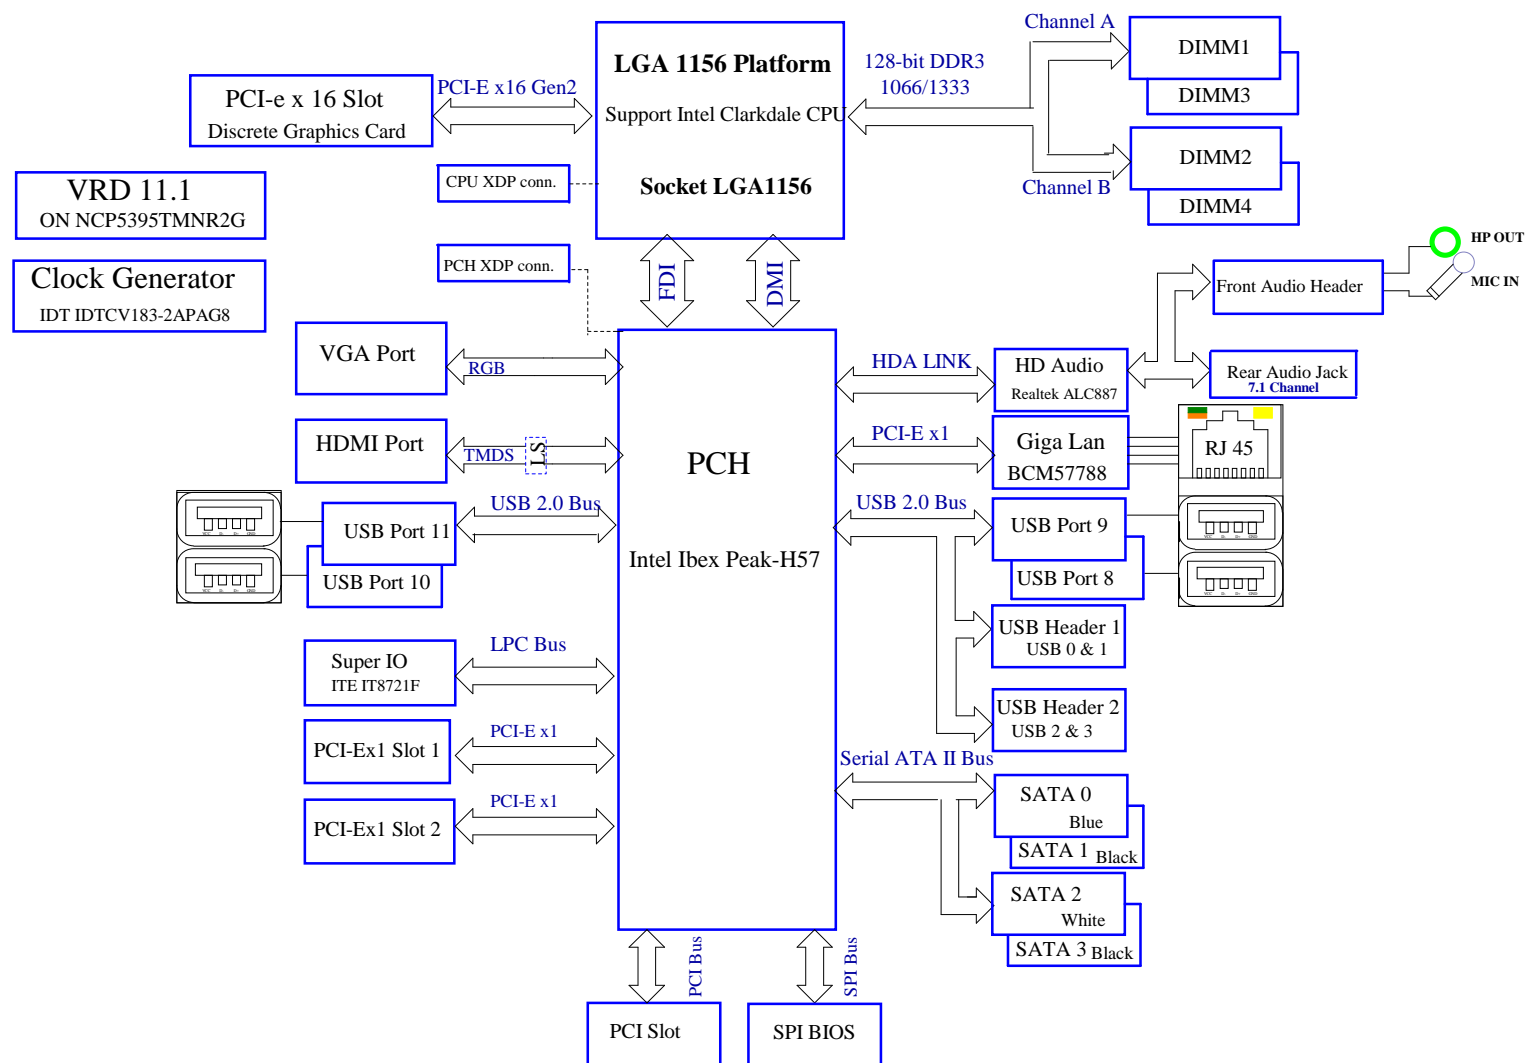 Channel A
LGA 1156 Platform
128-bit DDR3
1066/1333
DIMM1
DIMM3
PCI-e x 16 Slot
Discrete Graphics Card
PCI-E x16 Gen2
Support Intel Clarkdale CPU
DIMM2
DIMM4
Channel B
CPU XDP conn.
Socket LGA1156
VRD 11.1
ON NCP5395TMNR2G
HP OUT
MIC IN
PCH XDP conn.
FDI
DMI
Front Audio Header
Clock Generator
IDT IDTCV183-2APAG8
VGA Port
RGB
HDA LINK
HD Audio
Realtek ALC887
Rear Audio Jack
7.1 Channel
HDMI Port
TMDS
LS
PCH
PCI-E x1
Giga Lan
BCM57788
RJ 45
USB 2.0 Bus
USB Port 11
USB Port 10
VCC D- D+ GND
VCC D- D+ GND
Intel Ibex Peak-H57
USB 2.0 Bus
USB Port 9
USB Port 8
VCC D- D+ GND
VCC D- D+ GND
USB Header 1
USB 0 & 1
Super IO
ITE IT8721F
LPC Bus
USB Header 2
USB 2 & 3
PCI-Ex1 Slot 1
PCI-E x1
Serial ATA II Bus
PCI-Ex1 Slot 2
PCI-E x1
SATA 0
Blue
SATA 1 Black
SATA 2
White
SATA 3 Black
PCI Bus
SPI Bus
PCI Slot
SPI BIOS